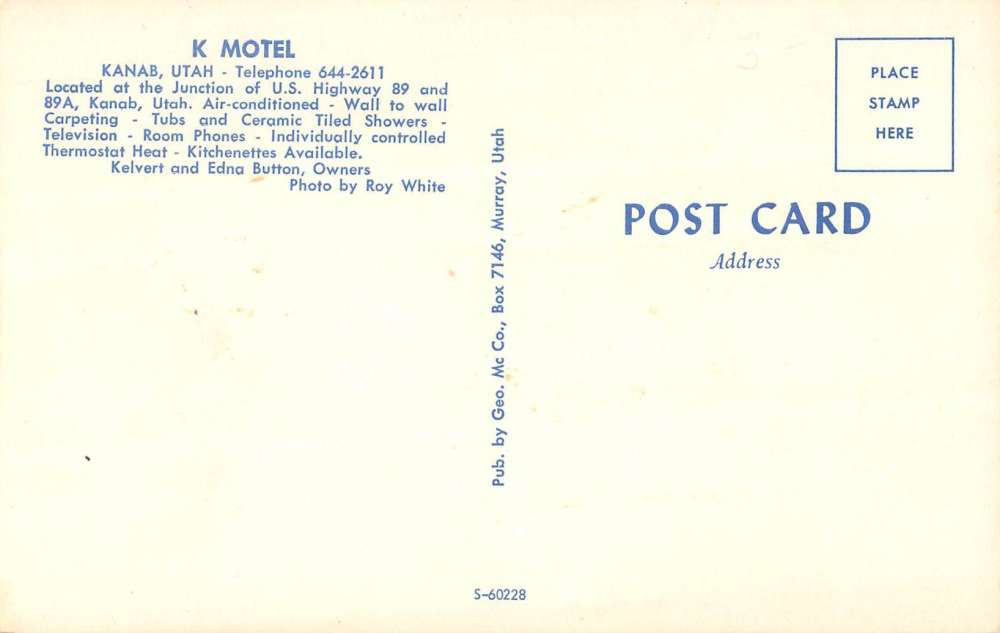 K MOTEL
KANAB, UTAH - Telephone 644-2611
Located at the Junction of U.S. Highway 89 and
89A, Kanab, Utah. Air-conditioned - Wall to wall
Carpeting - Tubs and Ceramic Tiled Showers -
Television - Room Phones - Individually controlled
Thermostat Heat - Kitchenettes Available.
Kelvert and Edna Button, Owners
Photo by Roy White
Pub. by Geo. Mc Co., Box 7146, Murray, Utah
PLACE
STAMP
HERE
POST CARD
Address
S-60228